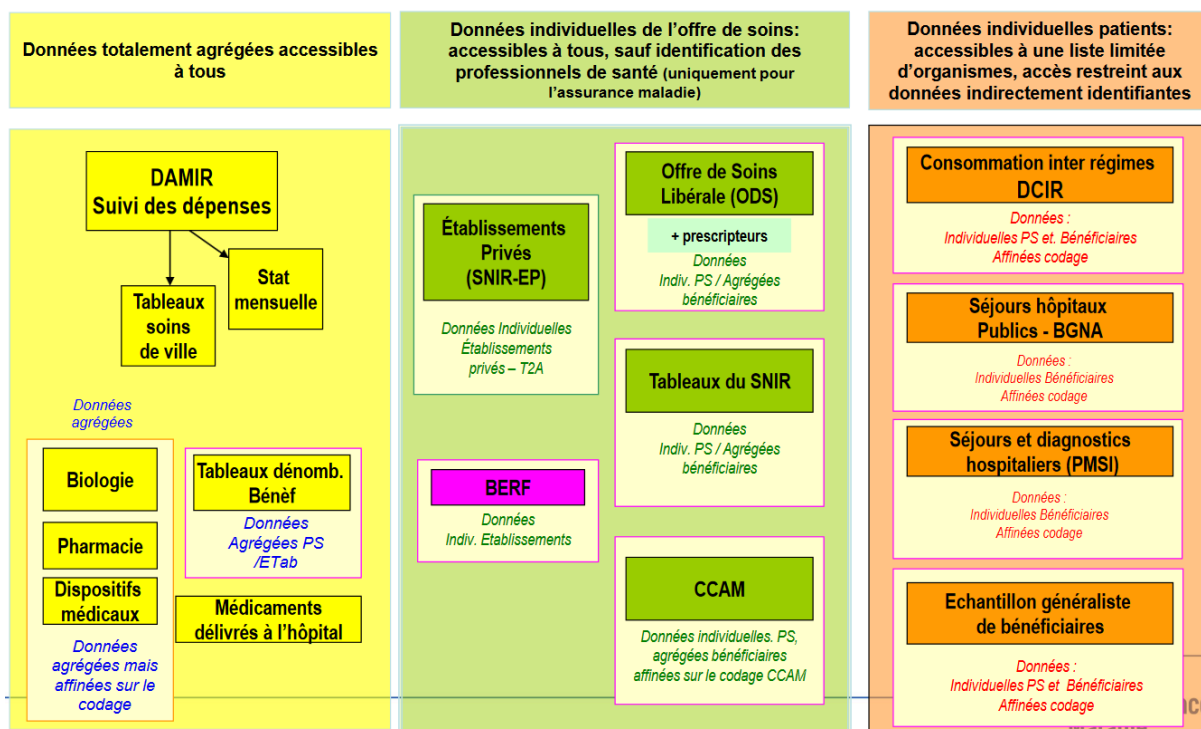 Données totalement agrégées accessibles
à tous
Données individuelles de l'offre de soins:
accessibles à tous, sauf identification des
professionnels de santé (uniquement pour
l'assurance maladie)
Données individuelles patients:
accessibles à une liste limitée
d'organismes, accès restreint aux
données indirectement identifiantes
DAMIR
Suivi des dépenses
Stat
mensuelle
Tableaux
soins
de ville
Données
agrégées
Biologie
Pharmacie
Dispositifs
médicaux
Données
agrégées mais
affinées sur le
codage
Tableaux dénomb.
Bénèf
Données
Agrégées PS
/ETab
Médicaments
délivrés à l'hôpital
Établissements
Privés
(SNIR-EP)
Données Individuelles
Établissements
privés – T2A
BERF
Données
Indiv. Etablissements
Offre de Soins
Libérale (ODS)
+ prescripteurs
Données
Indiv. PS / Agrégées
bénéficiaires
Tableaux du SNIR
Données
Indiv. PS / Agrégées
bénéficiaires
CCAM
Données individuelles. PS,
agrégées bénéficiaires
affinées sur le codage CCAM
Consommation inter régimes
DCIR
Données :
Individuelles PS et. Bénéficiaires
Affinées codage
Séjours hôpitaux
Publics - BGNA
Données :
Individuelles Bénéficiaires
Affinées codage
Séjours et diagnostics
hospitaliers (PMSI)
Données :
Individuelles Bénéficiaires
Affinées codage
Echantillon généraliste
de bénéficiaires
Données :
Individuelles PS et Bénéficiaires
Affinées codage